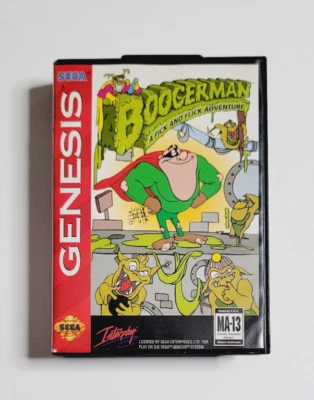 SEGA
GENESIS
BOOGERMAN
A PICK AND FLICK ADVENTURE
SEGA
Interplay
LICENSED BY SEGA ENTERPRISES, LTD. FOR
PLAY ON THE SEGA GENESIS SYSTEM.
MA-13